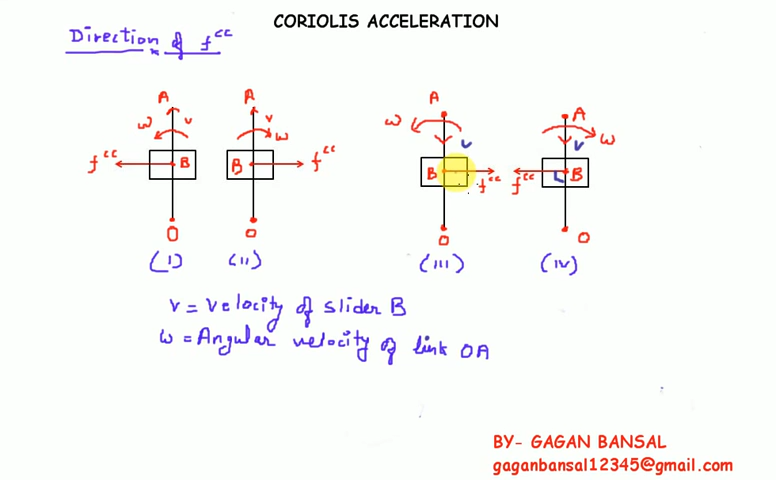 CORIOLIS ACCELERATION
Direction of f^cc
A A A A
ω v v ω ω v v ω
f^cc B B f^cc B f^cc f^cc B
O O O O
(I) (II) (III) (IV)
v = Velocity of slider B
ω = Angular velocity of link OA
BY- GAGAN BANSAL
gaganbansal12345@gmail.com